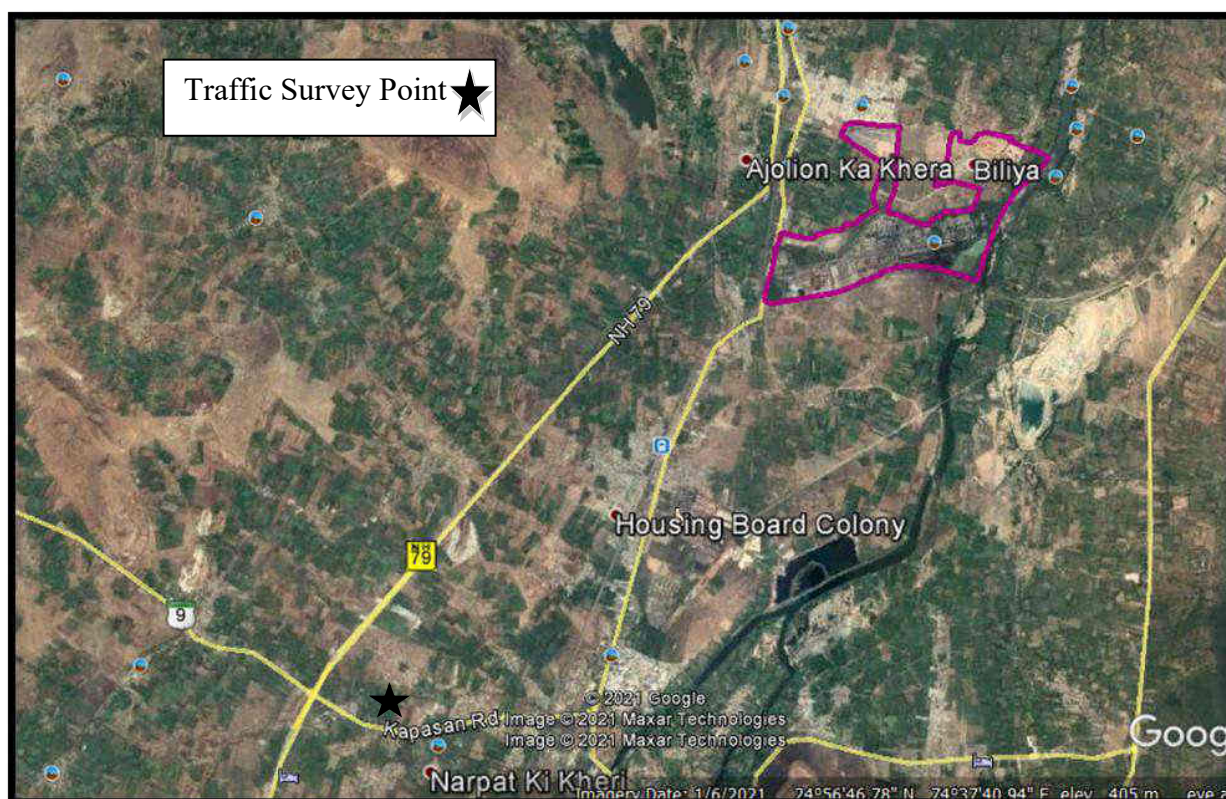 Traffic Survey Point
Ajolion Ka Khera
Biliya
NH 79
Housing Board Colony
NH
79
9
© 2021 Google
Kapasan Rd
Image © 2021 Maxar Technologies
Image © 2021 Maxar Technologies
Goog
Narpat Ki Kheri
Imagery Date: 1/6/2021 24°56'46.78" N 74°37'40.94" E elev 405 m eye a